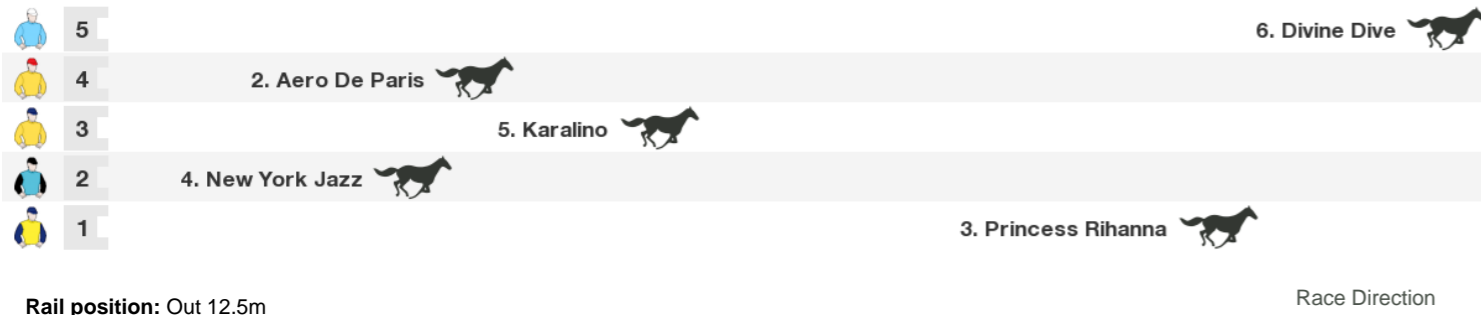 5 6. Divine Dive
4 2. Aero De Paris
3 5. Karalino
2 4. New York Jazz
1 3. Princess Rihanna
Rail position: Out 12.5m Race Direction